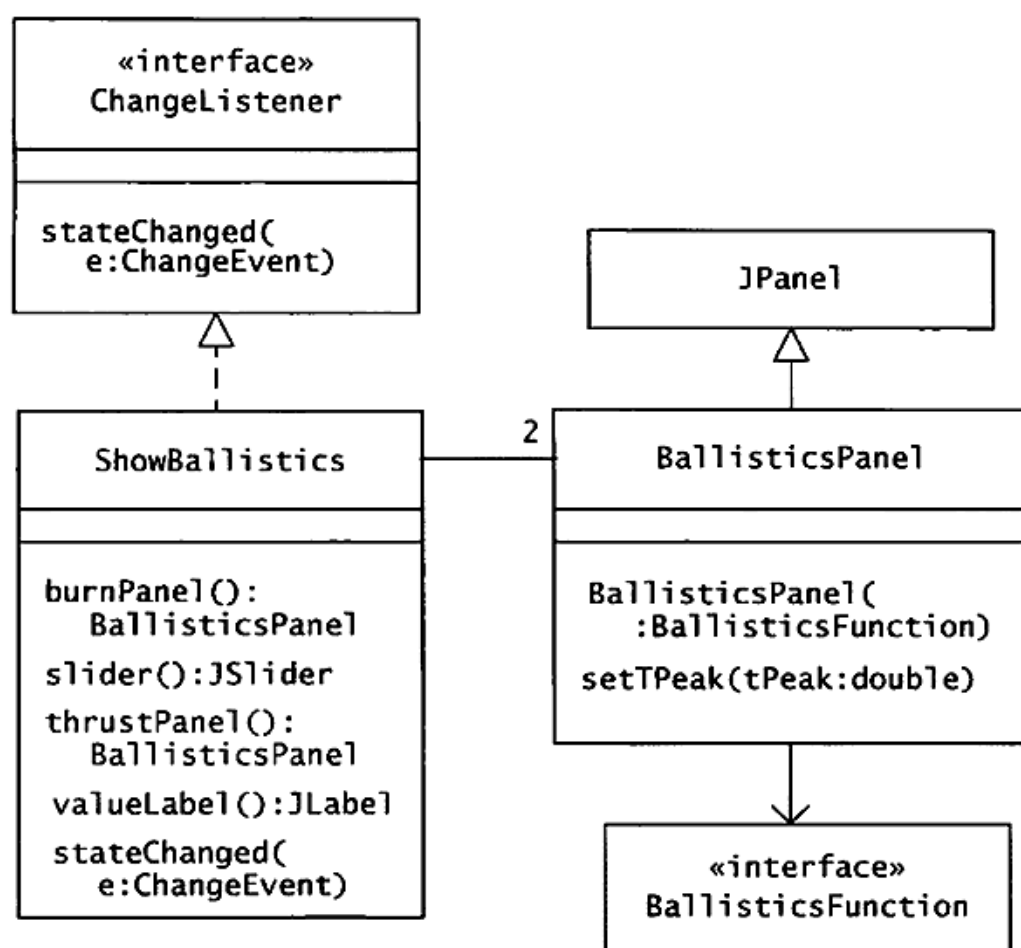 «interface»
ChangeListener
stateChanged(
e:ChangeEvent)
JPanel
ShowBallistics
burnPanel():
BallisticsPanel
slider():JSlider
thrustPanel():
BallisticsPanel
valueLabel():JLabel
stateChanged(
e:ChangeEvent)
2
BallisticsPanel
BallisticsPanel(
:BallisticsFunction)
setTPeak(tPeak:double)
«interface»
BallisticsFunction